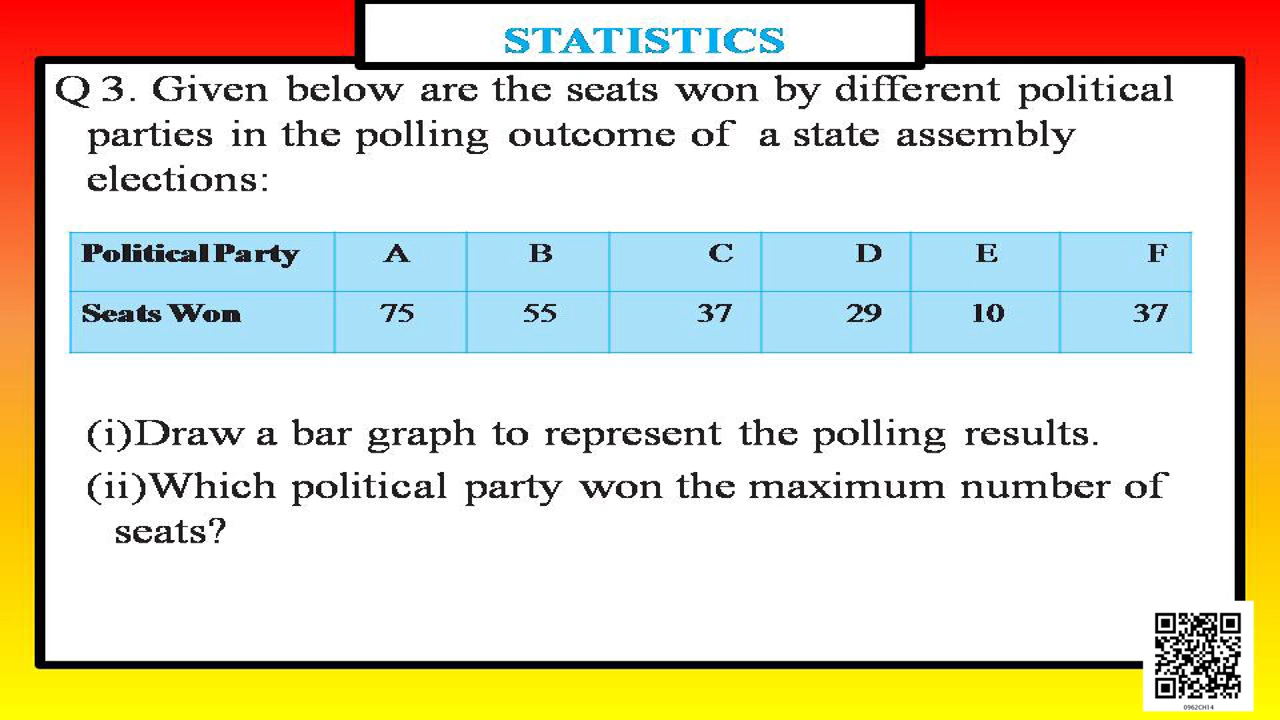 STATISTICS
Q 3. Given below are the seats won by different political
parties in the polling outcome of a state assembly
elections:
Political Party A B C D E F
Seats Won 75 55 37 29 10 37
(i)Draw a bar graph to represent the polling results.
(ii)Which political party won the maximum number of
seats?
0962CH14